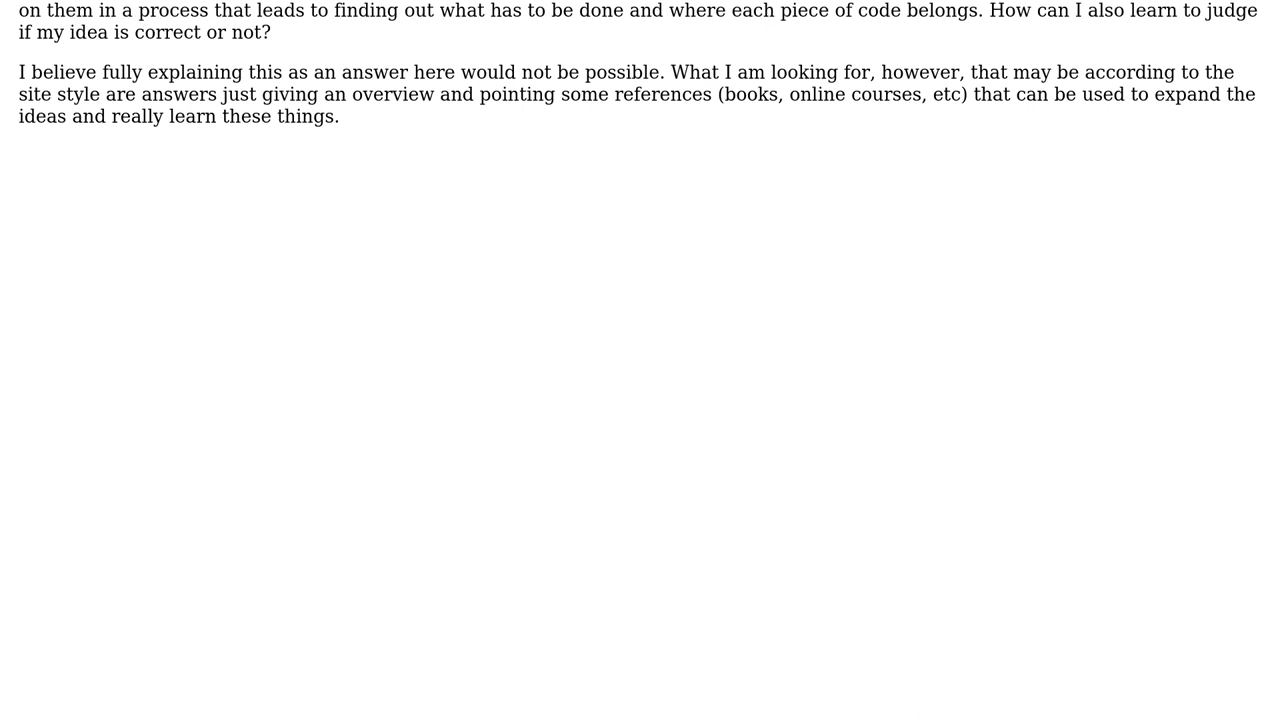 on them in a process that leads to finding out what has to be done and where each piece of code belongs. How can I also learn to judge
if my idea is correct or not?
I believe fully explaining this as an answer here would not be possible. What I am looking for, however, that may be according to the
site style are answers just giving an overview and pointing some references (books, online courses, etc) that can be used to expand the
ideas and really learn these things.